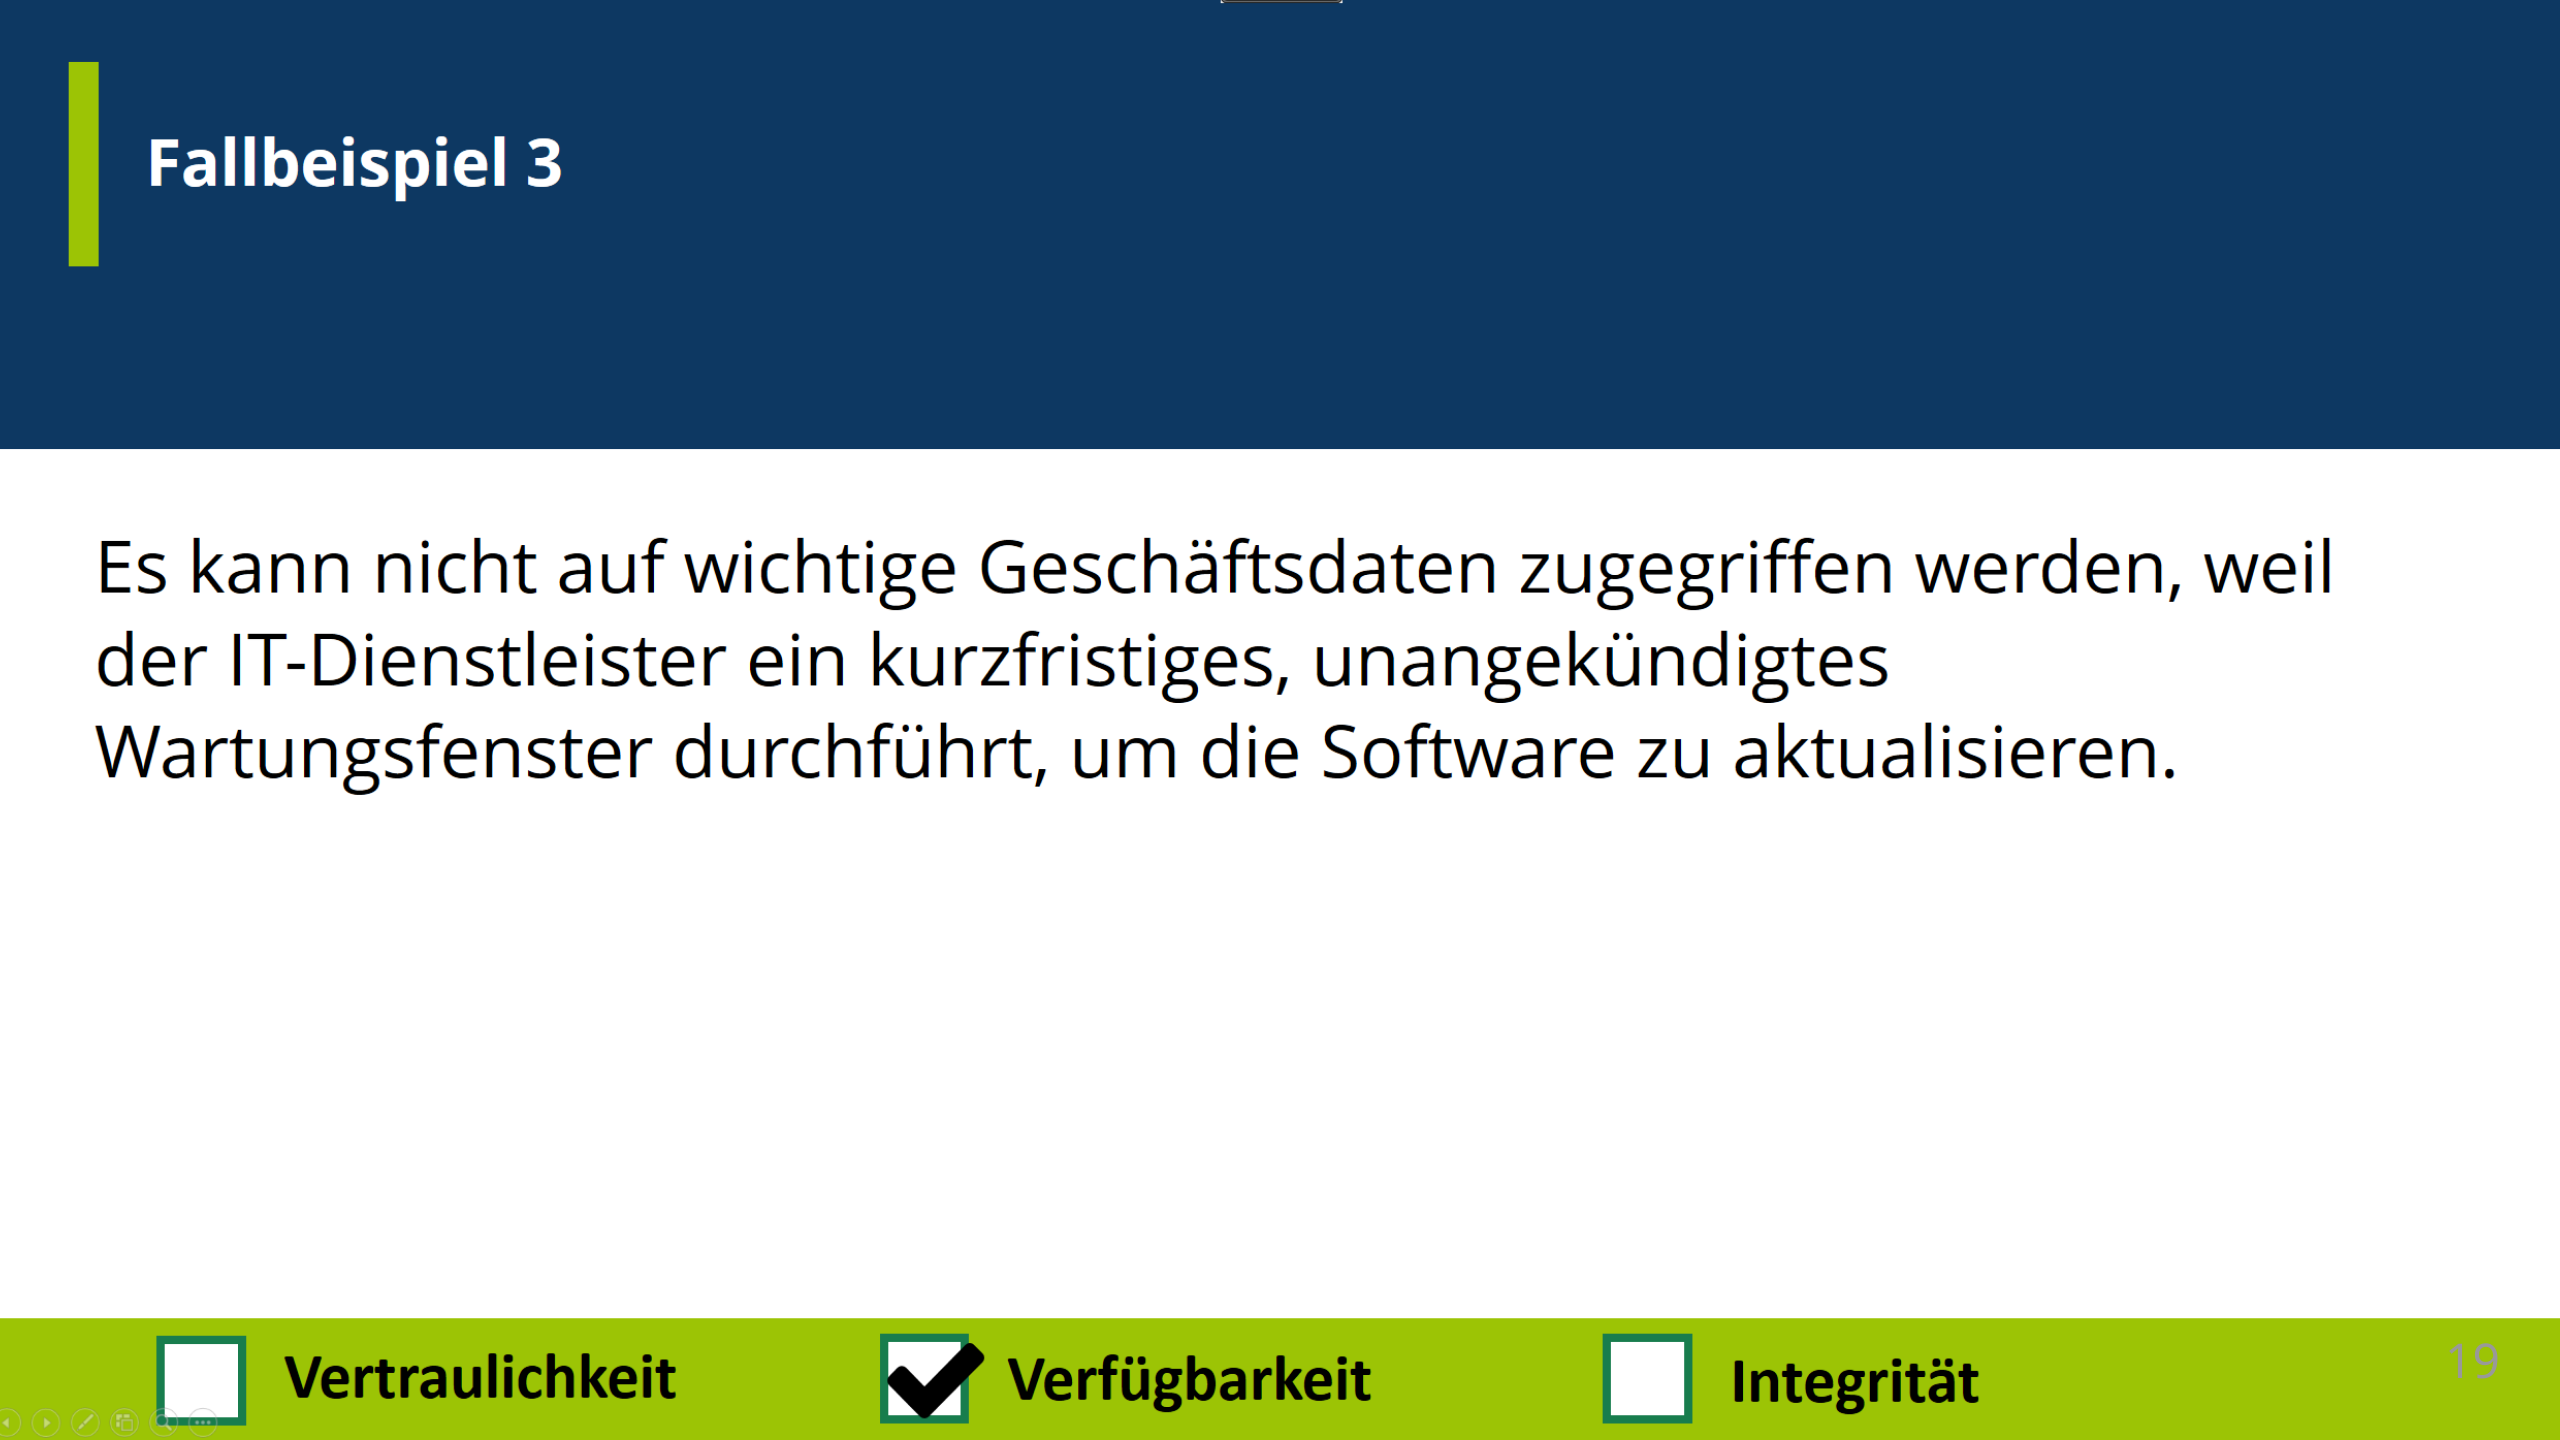 Fallbeispiel 3
Es kann nicht auf wichtige Geschäftsdaten zugegriffen werden, weil
der IT-Dienstleister ein kurzfristiges, unangekündigtes
Wartungsfenster durchführt, um die Software zu aktualisieren.
Vertraulichkeit
Verfügbarkeit
Integrität
19